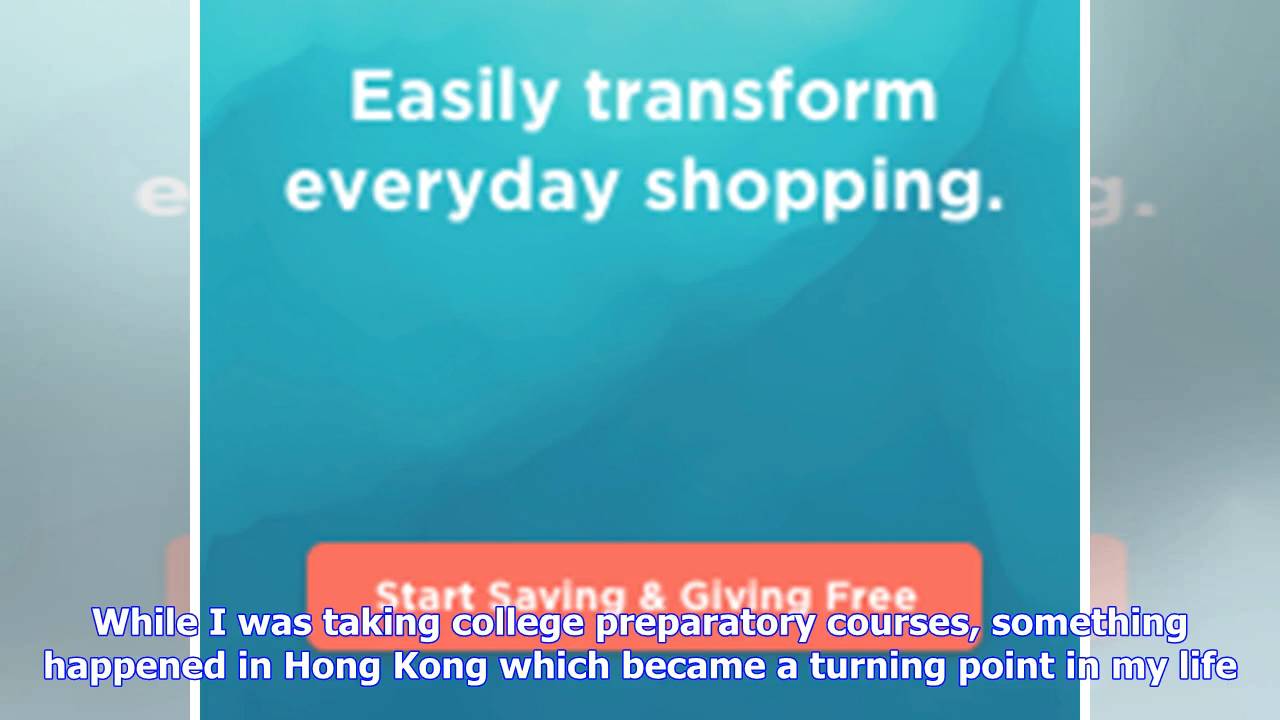 Easily transform
everyday shopping.
Start Saving & Giving Free
While I was taking college preparatory courses, something
happened in Hong Kong which became a turning point in my life